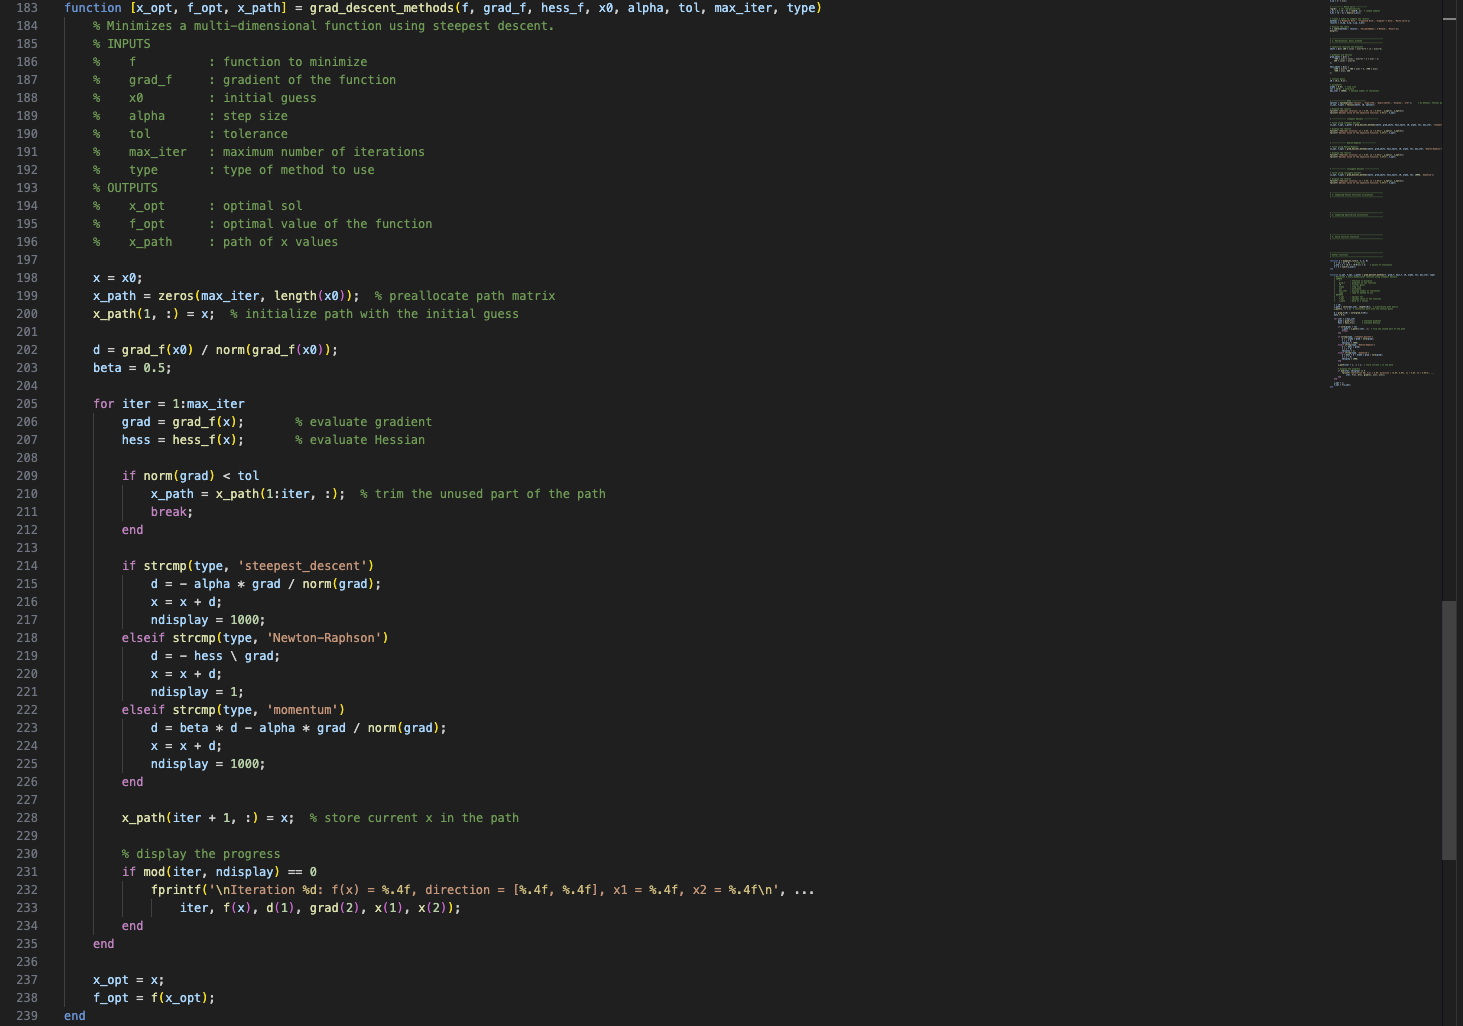 183 function [x_opt, f_opt, x_path] = grad_descent_methods(f, grad_f, hess_f, x0, alpha, tol, max_iter, type)
184 % Minimizes a multi-dimensional function using steepest descent.
185 % INPUTS
186 % f : function to minimize
187 % grad_f : gradient of the function
188 % x0 : initial guess
189 % alpha : step size
190 % tol : tolerance
191 % max_iter : maximum number of iterations
192 % type : type of method to use
193 % OUTPUTS
194 % x_opt : optimal sol
195 % f_opt : optimal value of the function
196 % x_path : path of x values
197
198 x = x0;
199 x_path = zeros(max_iter, length(x0)); % preallocate path matrix
200 x_path(1, :) = x; % initialize path with the initial guess
201
202 d = grad_f(x0) / norm(grad_f(x0));
203 beta = 0.5;
204
205 for iter = 1:max_iter
206 grad = grad_f(x); % evaluate gradient
207 hess = hess_f(x); % evaluate Hessian
208
209 if norm(grad) < tol
210 x_path = x_path(1:iter, :); % trim the unused part of the path
211 break;
212 end
213
214 if strcmp(type, 'steepest_descent')
215 d = - alpha * grad / norm(grad);
216 x = x + d;
217 ndisplay = 1000;
218 elseif strcmp(type, 'Newton-Raphson')
219 d = - hess \ grad;
220 x = x + d;
221 ndisplay = 1;
222 elseif strcmp(type, 'momentum')
223 d = beta * d - alpha * grad / norm(grad);
224 x = x + d;
225 ndisplay = 1000;
226 end
227
228 x_path(iter + 1, :) = x; % store current x in the path
229
230 % display the progress
231 if mod(iter, ndisplay) == 0
232 fprintf('\nIteration %d: f(x) = %.4f, direction = [%.4f, %.4f], x1 = %.4f, x2 = %.4f\n', ...
233 iter, f(x), d(1), grad(2), x(1), x(2));
234 end
235 end
236
237 x_opt = x;
238 f_opt = f(x_opt);
239 end